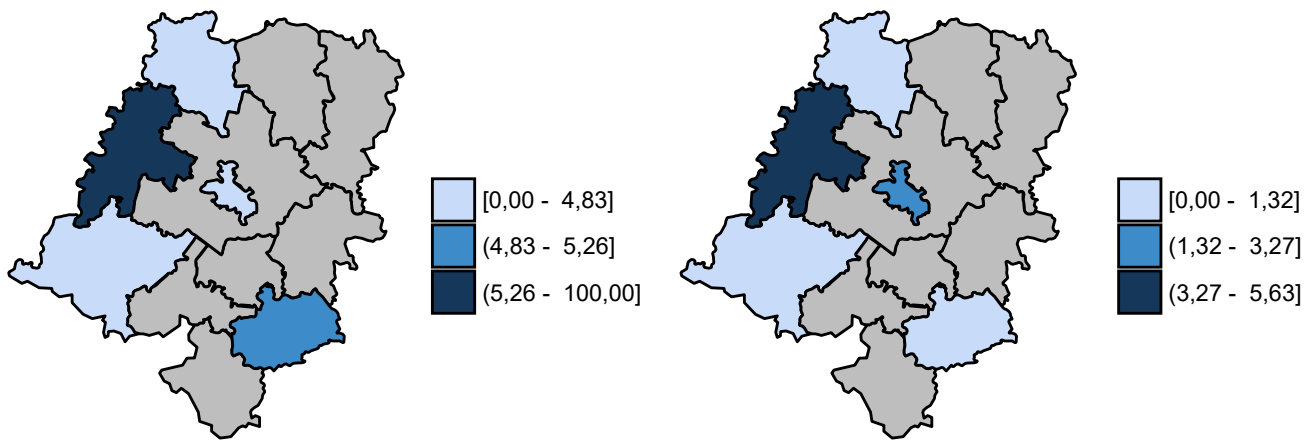 [0,00 - 4,83]
(4,83 - 5,26]
(5,26 - 100,00]
[0,00 - 1,32]
(1,32 - 3,27]
(3,27 - 5,63]